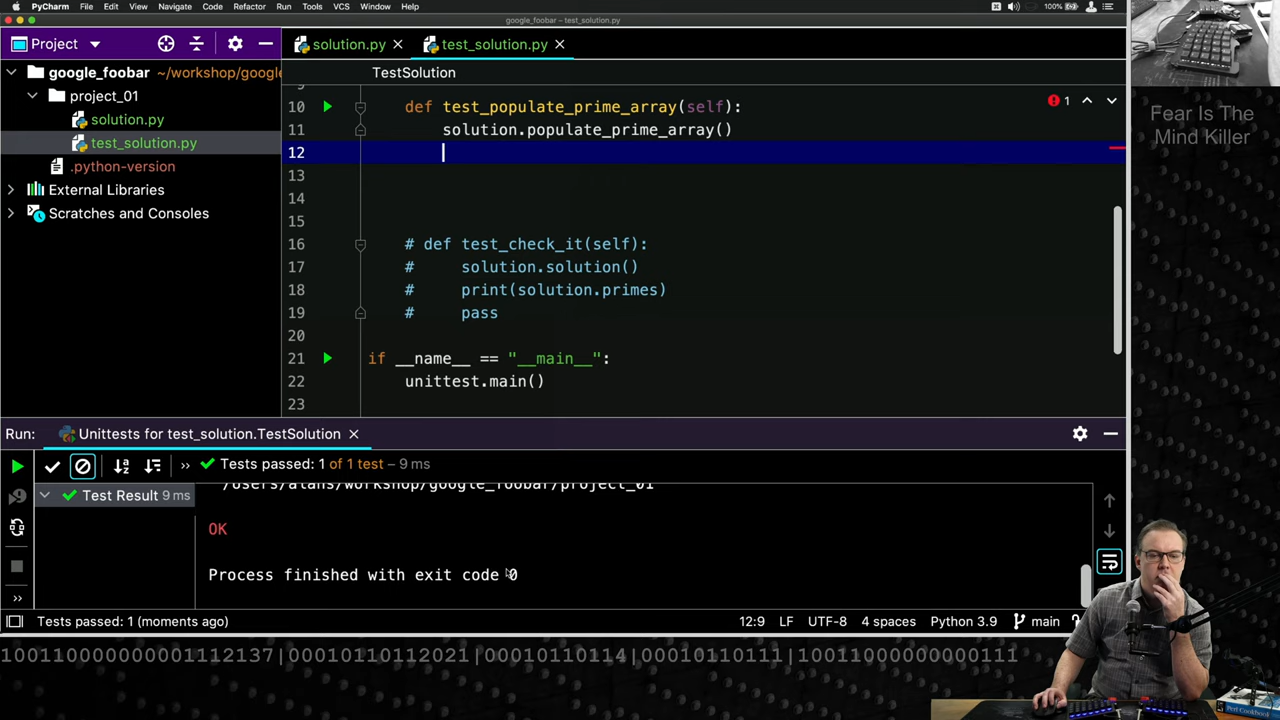 PyCharm File Edit View Navigate Code Refactor Run Tools VCS Window Help 100%
google_foobar – test_solution.py
Project solution.py test_solution.py
google_foobar ~/workshop/google
TestSolution
project_01
solution.py
test_solution.py
.python-version
External Libraries
Scratches and Consoles
10 def test_populate_prime_array(self):
11 solution.populate_prime_array()
12
13
14
15
16 # def test_check_it(self):
17 # solution.solution()
18 # print(solution.primes)
19 # pass
20
21 if __name__ == "__main__":
22 unittest.main()
23
1
Fear Is The
Mind Killer
Run: Unittests for test_solution.TestSolution
Tests passed: 1 of 1 test – 9 ms
Test Result 9 ms
/Users/alans/workshop/google_foobar/project_01
OK
Process finished with exit code 0
Tests passed: 1 (moments ago) 12:9 LF UTF-8 4 spaces Python 3.9 main
10011000000001112137|00010110112021|00010110114|00010110111|100110000000111
Perl Cookbook